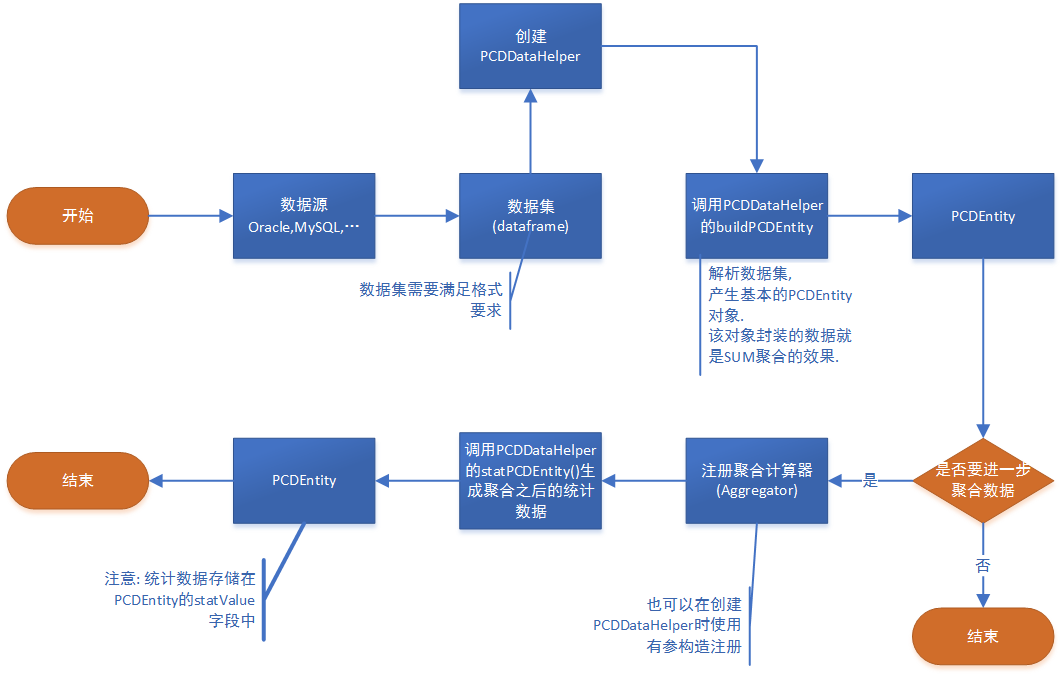 创建
PCDDataHelper
开始
数据源
Oracle,MySQL,…
数据集
(dataframe)
调用PCDDataHelper
的buildPCDEntity
PCDEntity
数据集需要满足格式
要求
解析数据集,
产生基本的PCDEntity
对象.
该对象封装的数据就
是SUM聚合的效果.
结束
PCDEntity
调用PCDDataHelper
的statPCDEntity()生
成聚合之后的统计
数据
注册聚合计算器
(Aggregator)
是
是否要进一步
聚合数据
否
注意: 统计数据存储在
PCDEntity的statValue
字段中
也可以在创建
PCDDataHelper时使用
有参构造注册
结束